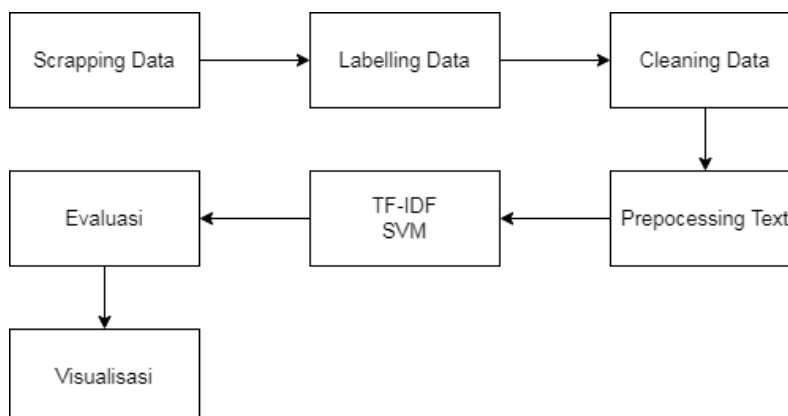 Scrapping Data
Labelling Data
Cleaning Data
Prepocessing Text
TF-IDF
SVM
Evaluasi
Visualisasi